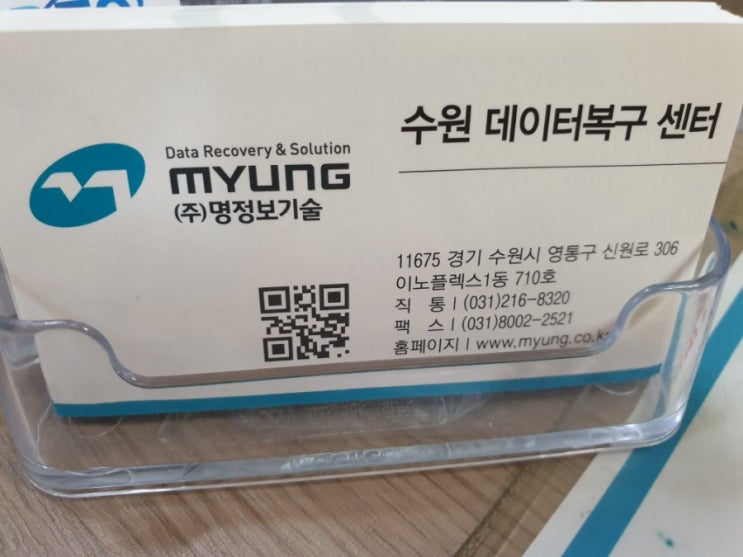 Data Recovery & Solution
MYUNG
(주)명정보기술
수원 데이터복구 센터
11675 경기 수원시 영통구 신원로 306
이노플렉스1동 710호
직 통 | (031)216-8320
팩 스 | (031)8002-2521
홈페이지 | www.myung.co.kr